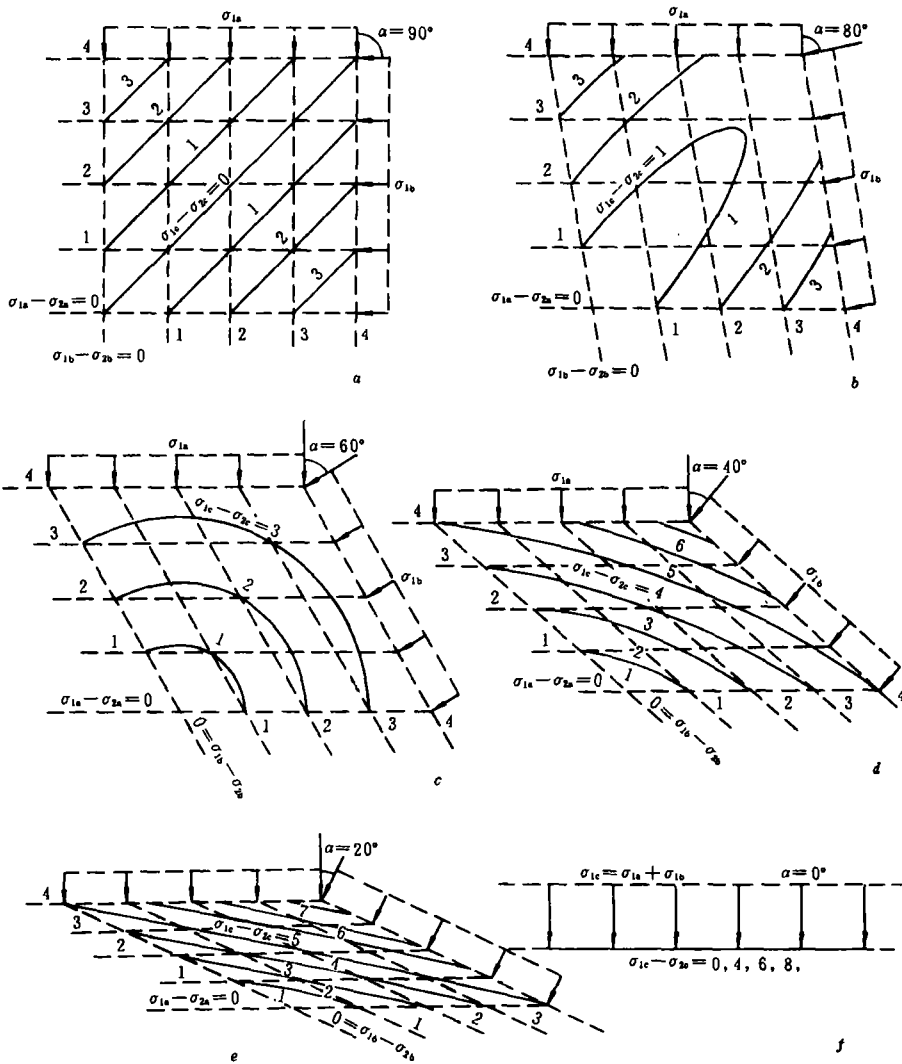 σ₁ₐ
α=90°
4
3
3
2
3
1
2
σ₁c−σ₂c=0
σ₁b
1
1
2
3
σ₁ₐ−σ₂ₐ=0
1
2
3
4
σ₁b−σ₂b=0
a
σ₁ₐ
α=80°
4
3
3
2
2
σ₁c−σ₂c=1
σ₁b
1
1
2
3
σ₁ₐ−σ₂ₐ=0
1
2
3
4
σ₁b−σ₂b=0
b
σ₁ₐ
α=60°
4
σ₁c−σ₂c=3
3
2
2
σ₁b
1
1
σ₁ₐ−σ₂ₐ=0
1
2
3
4
0=σ₁b−σ₂b
c
σ₁ₐ
α=40°
4
6
3
5
σ₁c−σ₂c=4
σ₁b
2
3
1
2
σ₁ₐ−σ₂ₐ=0
1
1
2
3
4
0=σ₁b−σ₂b
d
α=20°
4
7
3
σ₁c−σ₂c=5
6
2
4
1
3
2
σ₁ₐ−σ₂ₐ=0
1
1
2
3
0=σ₁b−σ₂b
e
σ₁c=σ₁ₐ+σ₁b
α=0°
σ₁c−σ₂c=0, 4, 6, 8,
f